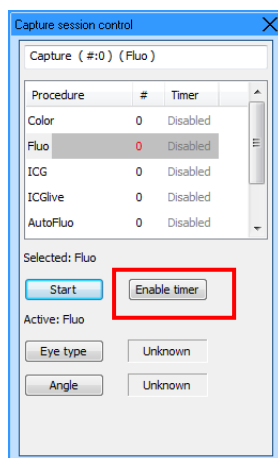 Capture session control
Capture ( #:0 ) ( Fluo )
Procedure # Timer
Color 0 Disabled
Fluo 0 Disabled
ICG 0 Disabled
ICGlive 0 Disabled
AutoFluo 0 Disabled
Selected: Fluo
Start Enable timer
Active: Fluo
Eye type Unknown
Angle Unknown